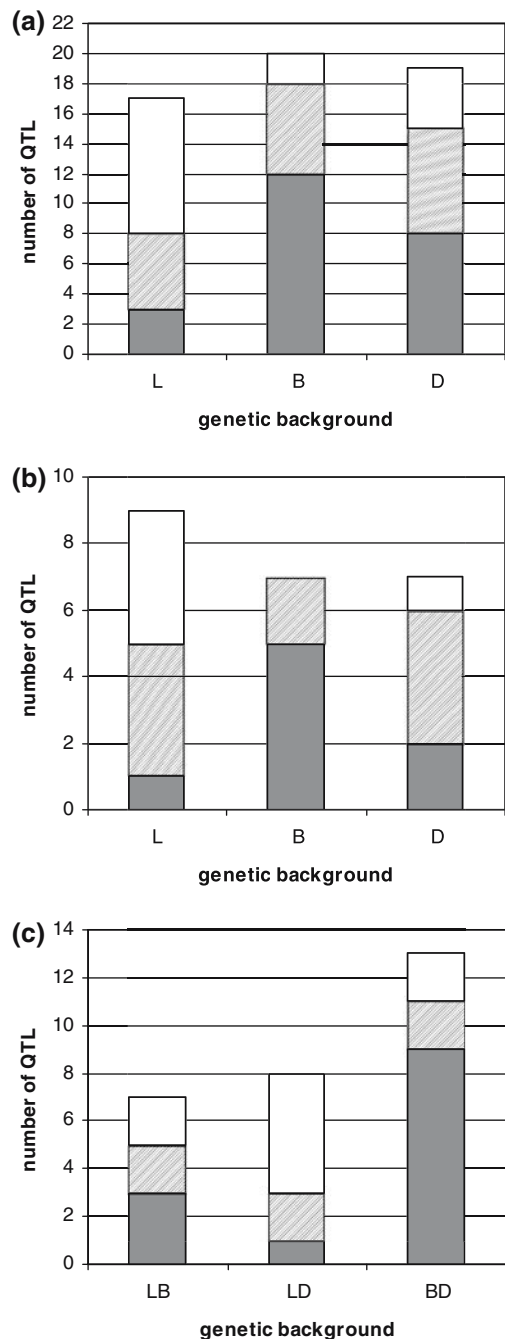 (a)
number of QTL
22
20
18
16
14
12
10
8
6
4
2
0
L B D
genetic background
(b)
number of QTL
10
8
6
4
2
0
L B D
genetic background
(c)
number of QTL
14
12
10
8
6
4
2
0
LB LD BD
genetic background